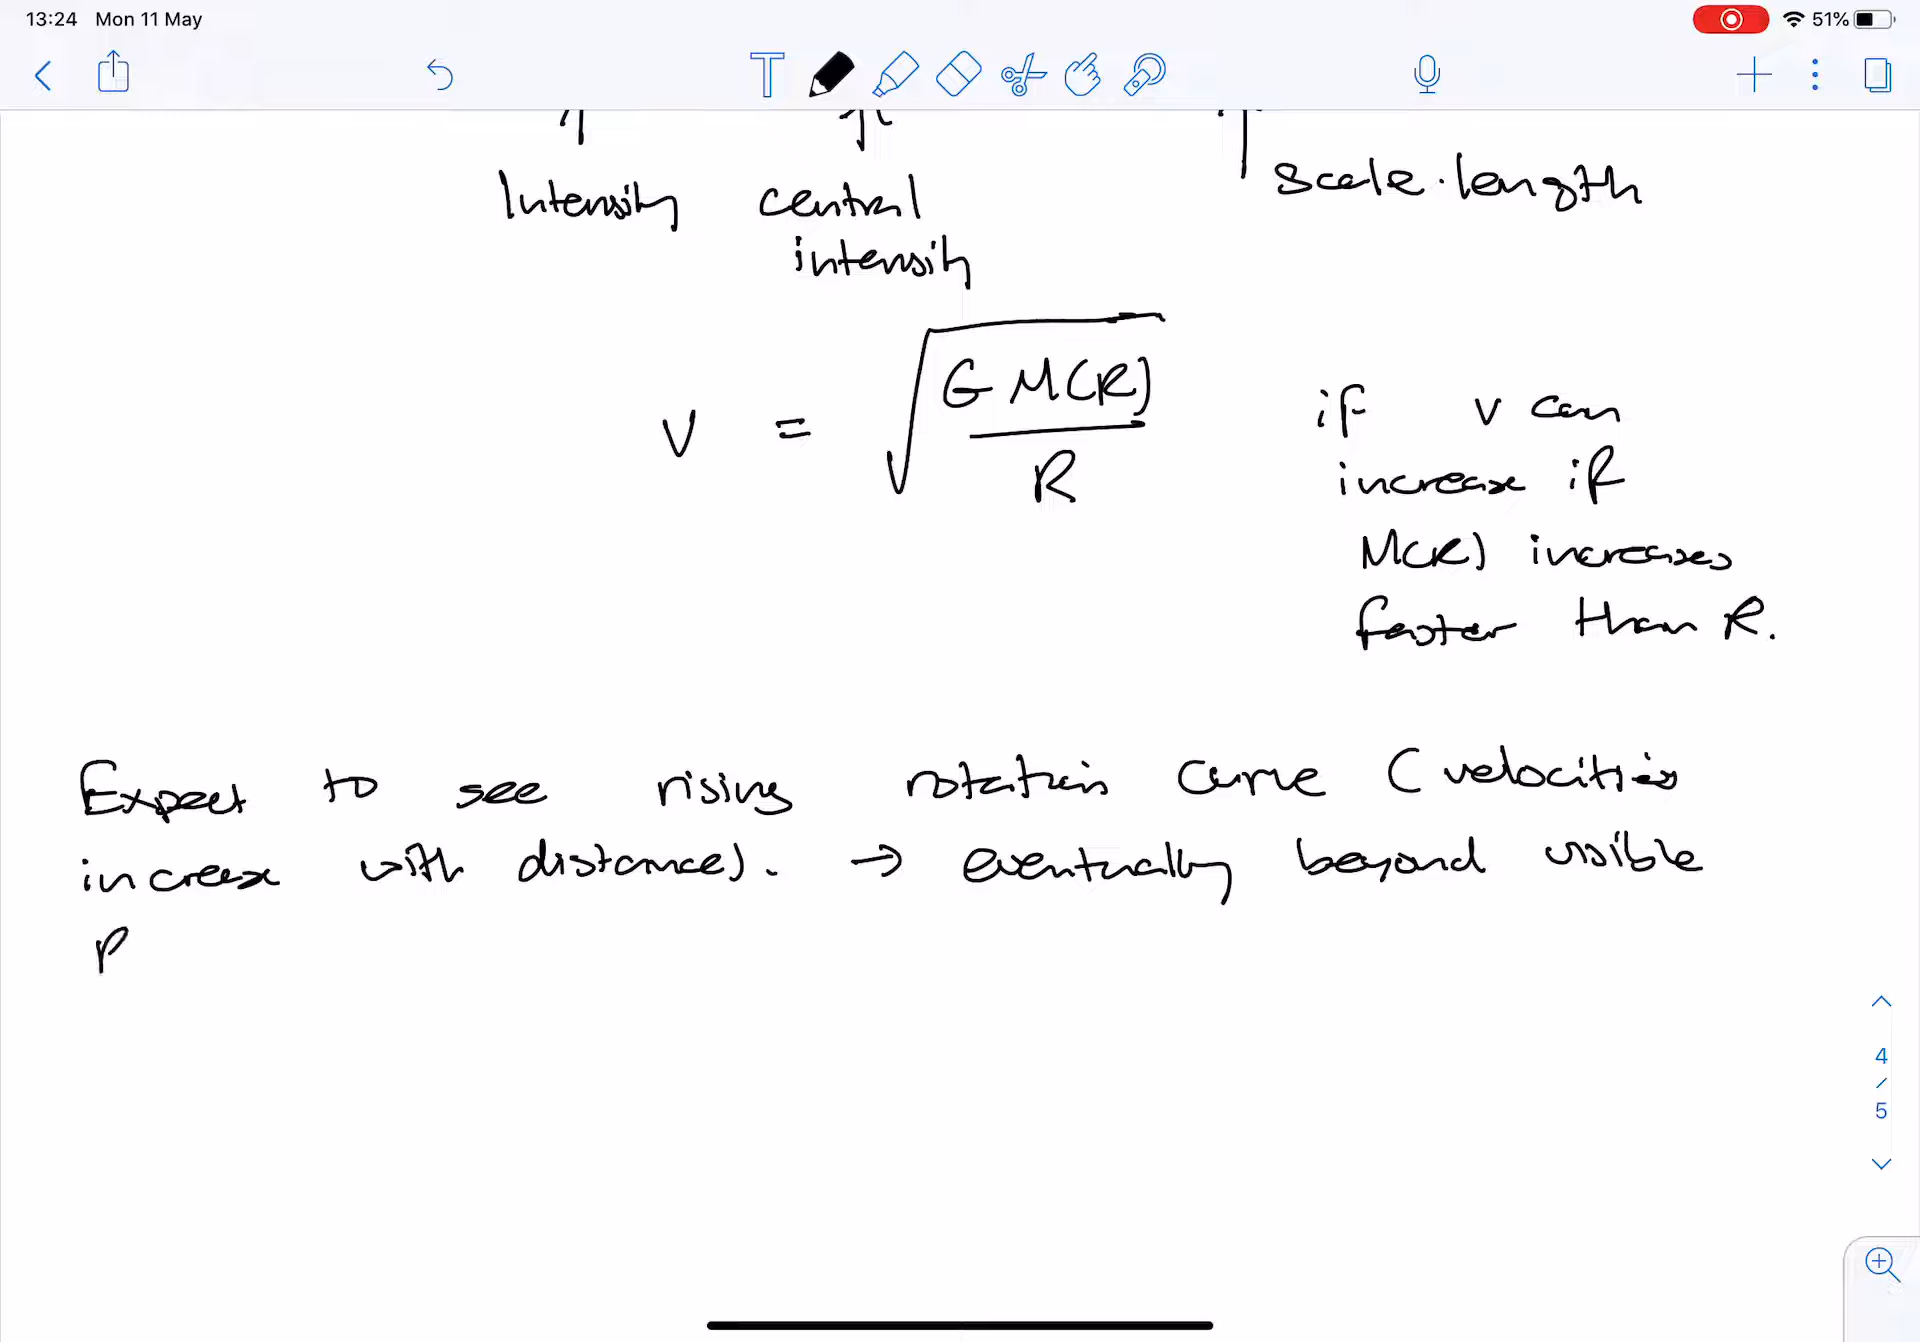 13:24 Mon 11 May 51%
Intensity central scale length
intensity
V = √(G M(R) / R)
if v can
increase if
M(R) increases
faster than R.
Expect to see rising rotation curve (velocities
increase with distance). → eventually beyond visible
P
4
/
5